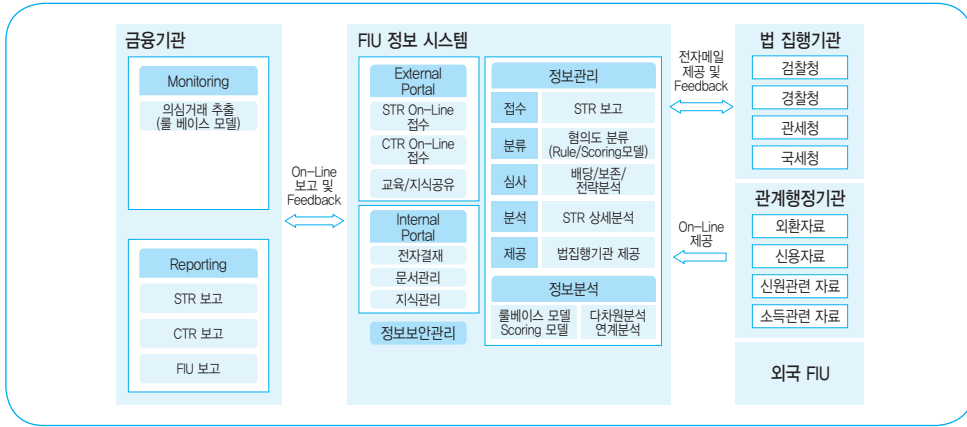 금융기관
Monitoring
의심거래 추출
(룰 베이스 모델)
Reporting
STR 보고
CTR 보고
FIU 보고
On-Line
보고 및
Feedback
FIU 정보 시스템
External
Portal
STR On-Line
접수
CTR On-Line
접수
교육/지식공유
Internal
Portal
전자결재
문서관리
지식관리
정보보안관리
정보관리
접수
STR 보고
분류
혐의도 분류
(Rule/Scoring모델)
심사
배당/보존/
전략분석
분석
STR 상세분석
제공
법집행기관 제공
정보분석
룰베이스 모델
Scoring 모델
다차원분석
연계분석
전자메일
제공 및
Feedback
On-Line
제공
법 집행기관
검찰청
경찰청
관세청
국세청
관계행정기관
외환자료
신용자료
신원관련 자료
소득관련 자료
외국 FIU